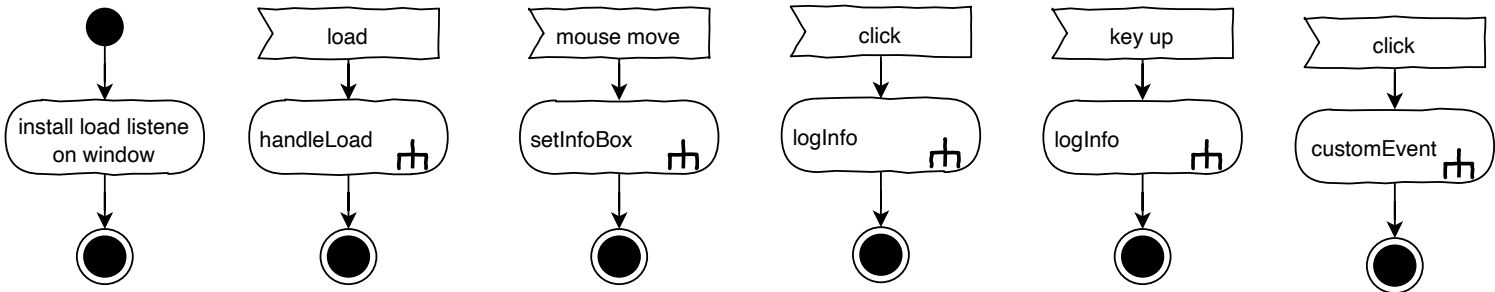 load
mouse move
click
key up
click
install load listene
on window
handleLoad
setInfoBox
logInfo
logInfo
customEvent